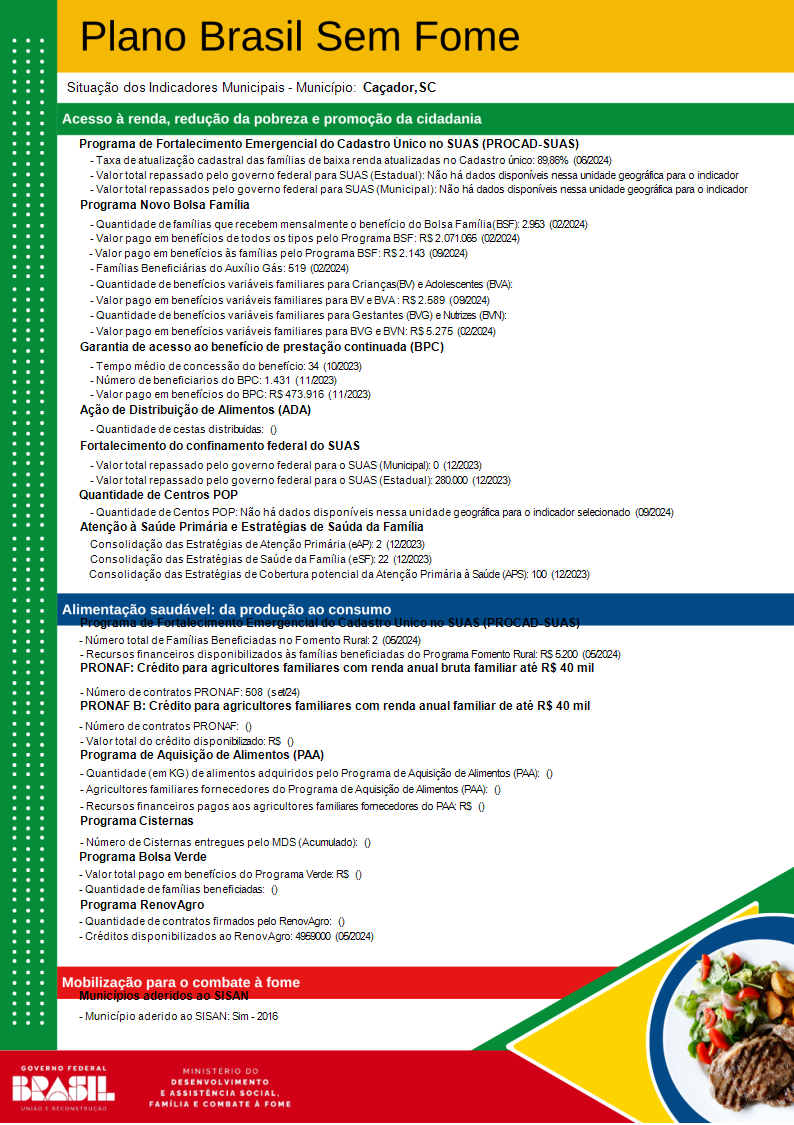 Plano Brasil Sem Fome
Situação dos Indicadores Municipais - Município: Caçador,SC
Acesso à renda, redução da pobreza e promoção da cidadania
Programa de Fortalecimento Emergencial do Cadastro Único no SUAS (PROCAD-SUAS)
- Taxa de atualização cadastral das famílias de baixa renda atualizadas no Cadastro único: 89,86% (06/2024)
- Valor total repassado pelo governo federal para SUAS (Estadual): Não há dados disponíveis nessa unidade geográfica para o indicador
- Valor total repassados pelo governo federal para SUAS (Municipal): Não há dados disponíveis nessa unidade geográfica para o indicador
Programa Novo Bolsa Família
- Quantidade de famílias que recebem mensalmente o benefício do Bolsa Família(BSF): 2.953 (02/2024)
- Valor pago em benefícios de todos os tipos pelo Programa BSF: R$ 2.071.065 (02/2024)
- Valor pago em benefícios às famílias pelo Programa BSF: R$ 2.143 (09/2024)
- Famílias Beneficiárias do Auxílio Gás: 519 (02/2024)
- Quantidade de benefícios variáveis familiares para Crianças(BV) e Adolescentes (BVA):
- Valor pago em benefícios variáveis familiares para BV e BVA : R$ 2.589 (09/2024)
- Quantidade de benefícios variáveis familiares para Gestantes (BVG) e Nutrizes (BVN):
- Valor pago em benefícios variáveis familiares para BVG e BVN: R$ 5.275 (02/2024)
Garantia de acesso ao benefício de prestação continuada (BPC)
- Tempo médio de concessão do benefício: 34 (10/2023)
- Número de beneficiarios do BPC: 1.431 (11/2023)
- Valor pago em benefícios do BPC: R$ 473.916 (11/2023)
Ação de Distribuição de Alimentos (ADA)
- Quantidade de cestas distribuidas: ()
Fortalecimento do confinamento federal do SUAS
- Valor total repassado pelo governo federal para o SUAS (Municipal): 0 (12/2023)
- Valor total repassado pelo governo federal para o SUAS (Estadual): 280.000 (12/2023)
Quantidade de Centros POP
- Quantidade de Centos POP: Não há dados disponíveis nessa unidade geográfica para o indicador selecionado (09/2024)
Atenção à Saúde Primária e Estratégias de Saúda da Família
Consolidação das Estratégias de Atenção Primária (eAP): 2 (12/2023)
Consolidação das Estratégias de Saúde da Família (eSF): 22 (12/2023)
Consolidação das Estratégias de Cobertura potencial da Atenção Primária à Saúde (APS): 100 (12/2023)
Alimentação saudável: da produção ao consumo
Programa de Fortalecimento Emergencial do Cadastro Único no SUAS (PROCAD-SUAS)
- Número total de Famílias Beneficiadas no Fomento Rural: 2 (05/2024)
- Recursos financeiros disponibilizados às famílias beneficiadas do Programa Fomento Rural: R$ 5.200 (05/2024)
PRONAF: Crédito para agricultores familiares com renda anual bruta familiar até R$ 40 mil
- Número de contratos PRONAF: 508 (set/24)
PRONAF B: Crédito para agricultores familiares com renda anual familiar de até R$ 40 mil
- Número de contratos PRONAF: ()
- Valor total do crédito disponibilizado: R$ ()
Programa de Aquisição de Alimentos (PAA)
- Quantidade (em KG) de alimentos adquiridos pelo Programa de Aquisição de Alimentos (PAA): ()
- Agricultores familiares fornecedores do Programa de Aquisição de Alimentos (PAA): ()
- Recursos financeiros pagos aos agricultores familiares fornecedores do PAA: R$ ()
Programa Cisternas
- Número de Cisternas entregues pelo MDS (Acumulado): ()
Programa Bolsa Verde
- Valor total pago em benefícios do Programa Verde: R$ ()
- Quantidade de famílias beneficiadas: ()
Programa RenovAgro
- Quantidade de contratos firmados pelo RenovAgro: ()
- Créditos disponibilizados ao RenovAgro: 4959000 (05/2024)
Mobilização para o combate à fome
Municípios aderidos ao SISAN
- Município aderido ao SISAN: Sim - 2016
GOVERNO FEDERAL
BRASIL
UNIÃO E RECONSTRUÇÃO
MINISTÉRIO DO
DESENVOLVIMENTO
E ASSISTÊNCIA SOCIAL,
FAMÍLIA E COMBATE À FOME